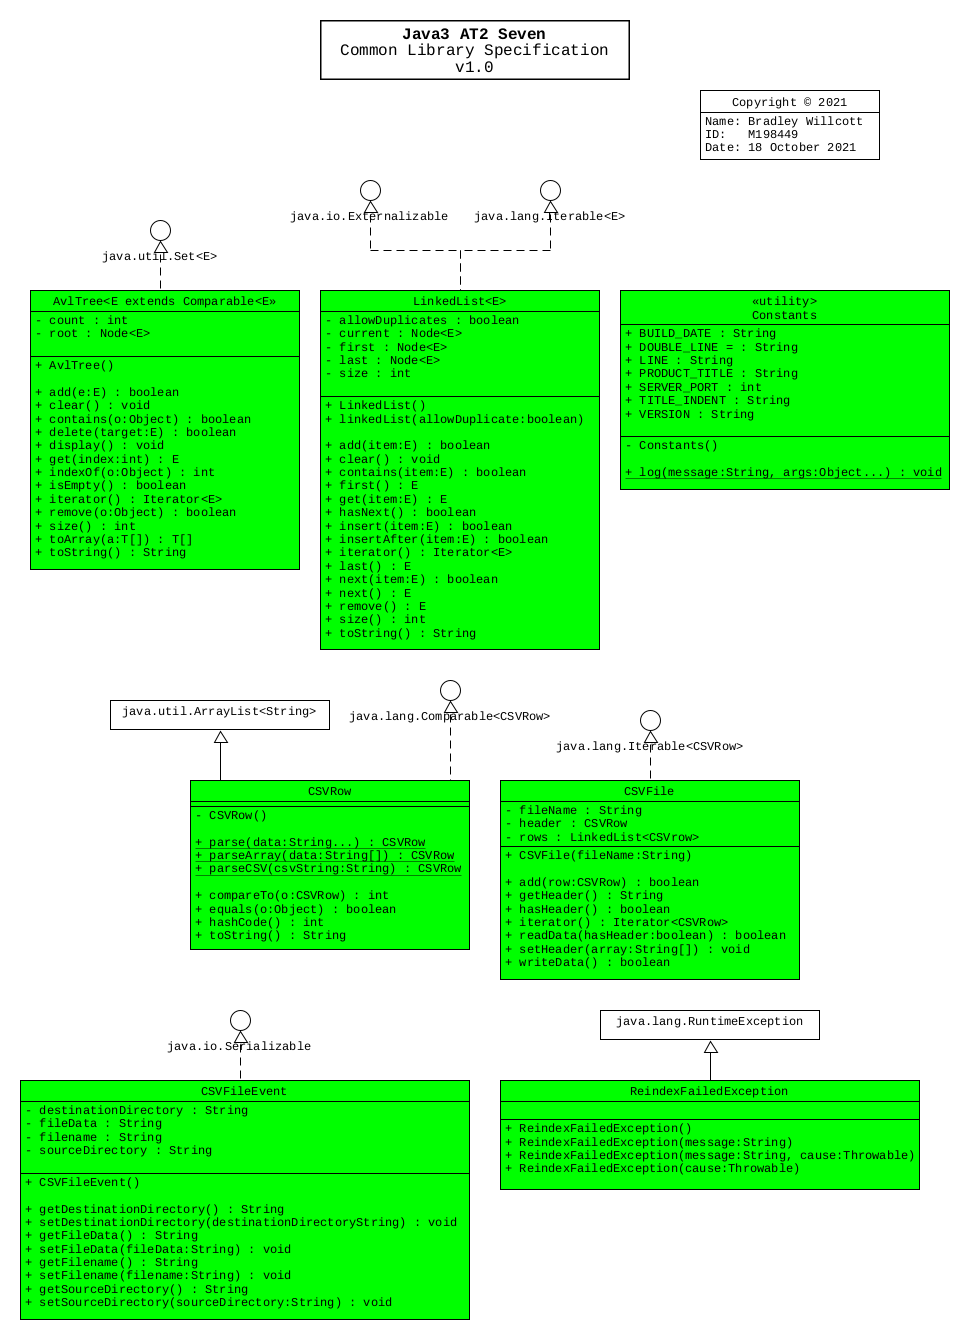 Java3 AT2 Seven
Common Library Specification
v1.0
Copyright © 2021
Name: Bradley Willcott
ID:   M198449
Date: 18 October 2021
java.io.Externalizable
java.lang.Iterable<E>
java.util.Set<E>
AvlTree<E extends Comparable<E»
- count : int
- root : Node<E>
+ AvlTree()
+ add(e:E) : boolean
+ clear() : void
+ contains(o:Object) : boolean
+ delete(target:E) : boolean
+ display() : void
+ get(index:int) : E
+ indexOf(o:Object) : int
+ isEmpty() : boolean
+ iterator() : Iterator<E>
+ remove(o:Object) : boolean
+ size() : int
+ toArray(a:T[]) : T[]
+ toString() : String
LinkedList<E>
- allowDuplicates : boolean
- current : Node<E>
- first : Node<E>
- last : Node<E>
- size : int
+ LinkedList()
+ linkedList(allowDuplicate:boolean)
+ add(item:E) : boolean
+ clear() : void
+ contains(item:E) : boolean
+ first() : E
+ get(item:E) : E
+ hasNext() : boolean
+ insert(item:E) : boolean
+ insertAfter(item:E) : boolean
+ iterator() : Iterator<E>
+ last() : E
+ next(item:E) : boolean
+ next() : E
+ remove() : E
+ size() : int
+ toString() : String
«utility>
Constants
+ BUILD_DATE : String
+ DOUBLE_LINE = : String
+ LINE : String
+ PRODUCT_TITLE : String
+ SERVER_PORT : int
+ TITLE_INDENT : String
+ VERSION : String
- Constants()
+ log(message:String, args:Object...) : void
java.util.ArrayList<String>
java.lang.Comparable<CSVRow>
java.lang.Iterable<CSVRow>
CSVRow
- CSVRow()
+ parse(data:String...) : CSVRow
+ parseArray(data:String[]) : CSVRow
+ parseCSV(csvString:String) : CSVRow
+ compareTo(o:CSVRow) : int
+ equals(o:Object) : boolean
+ hashCode() : int
+ toString() : String
CSVFile
- fileName : String
- header : CSVRow
- rows : LinkedList<CSVrow>
+ CSVFile(fileName:String)
+ add(row:CSVRow) : boolean
+ getHeader() : String
+ hasHeader() : boolean
+ iterator() : Iterator<CSVRow>
+ readData(hasHeader:boolean) : boolean
+ setHeader(array:String[]) : void
+ writeData() : boolean
java.io.Serializable
java.lang.RuntimeException
CSVFileEvent
- destinationDirectory : String
- fileData : String
- filename : String
- sourceDirectory : String
+ CSVFileEvent()
+ getDestinationDirectory() : String
+ setDestinationDirectory(destinationDirectoryString) : void
+ getFileData() : String
+ setFileData(fileData:String) : void
+ getFilename() : String
+ setFilename(filename:String) : void
+ getSourceDirectory() : String
+ setSourceDirectory(sourceDirectory:String) : void
ReindexFailedException
+ ReindexFailedException()
+ ReindexFailedException(message:String)
+ ReindexFailedException(message:String, cause:Throwable)
+ ReindexFailedException(cause:Throwable)